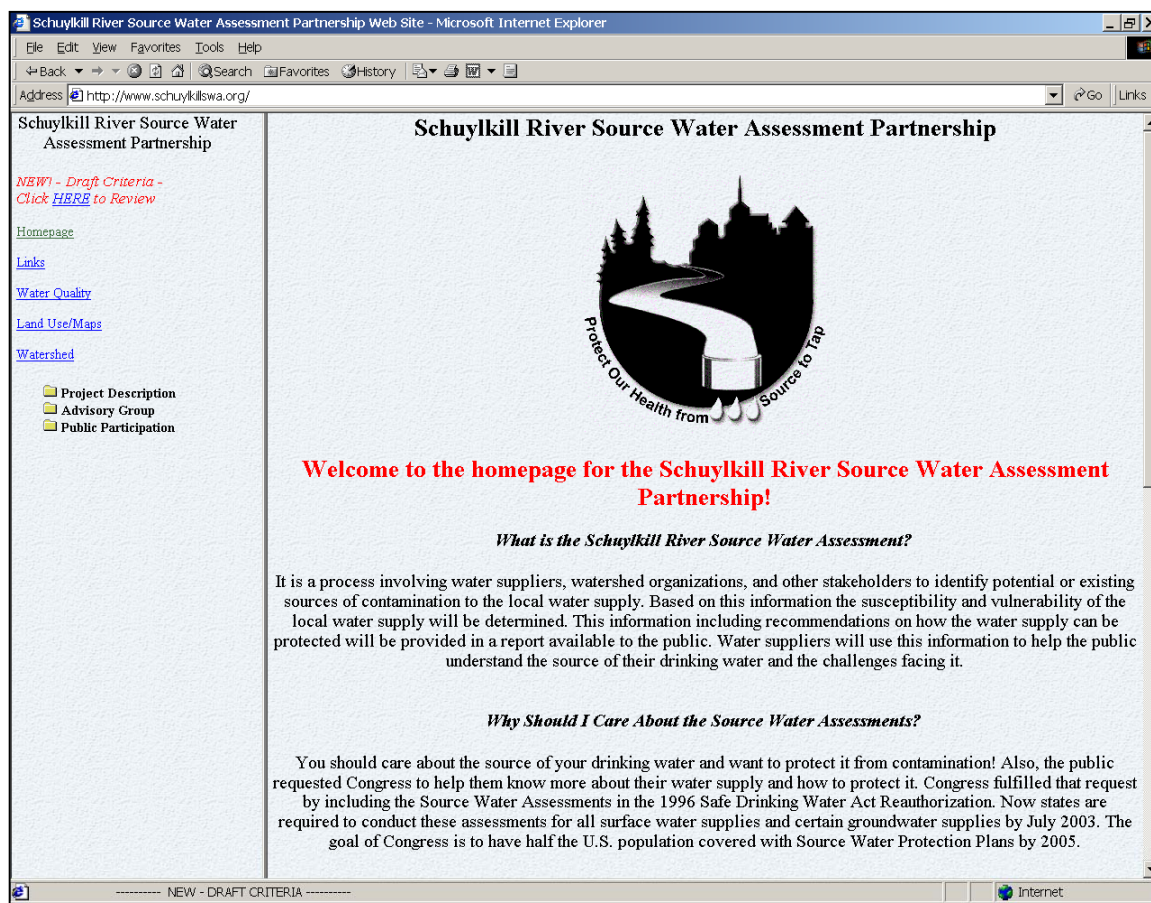 Schuylkill River Source Water Assessment Partnership Web Site - Microsoft Internet Explorer
File Edit View Favorites Tools Help
Back Search Favorites History
Address http://www.schuylkillswa.org/ Go Links
Schuylkill River Source Water
Assessment Partnership
NEW! - Draft Criteria -
Click HERE to Review
Homepage
Links
Water Quality
Land Use/Maps
Watershed
Project Description
Advisory Group
Public Participation
Schuylkill River Source Water Assessment Partnership
Protect Our Health from Source to Tap
Welcome to the homepage for the Schuylkill River Source Water Assessment
Partnership!
What is the Schuylkill River Source Water Assessment?
It is a process involving water suppliers, watershed organizations, and other stakeholders to identify potential or existing
sources of contamination to the local water supply. Based on this information the susceptibility and vulnerability of the
local water supply will be determined. This information including recommendations on how the water supply can be
protected will be provided in a report available to the public. Water suppliers will use this information to help the public
understand the source of their drinking water and the challenges facing it.
Why Should I Care About the Source Water Assessments?
You should care about the source of your drinking water and want to protect it from contamination! Also, the public
requested Congress to help them know more about their water supply and how to protect it. Congress fulfilled that request
by including the Source Water Assessments in the 1996 Safe Drinking Water Act Reauthorization. Now states are
required to conduct these assessments for all surface water supplies and certain groundwater supplies by July 2003. The
goal of Congress is to have half the U.S. population covered with Source Water Protection Plans by 2005.
---------- NEW - DRAFT CRITERIA ---------- Internet